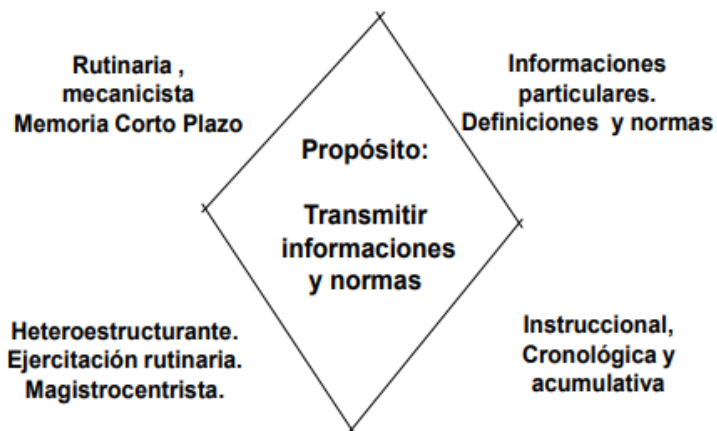 Rutinaria ,
mecanicista
Memoria Corto Plazo
Informaciones
particulares.
Definiciones y normas
Propósito:
Transmitir
informaciones
y normas
Heteroestructurante.
Ejercitación rutinaria.
Magistrocentrista.
Instruccional,
Cronológica y
acumulativa